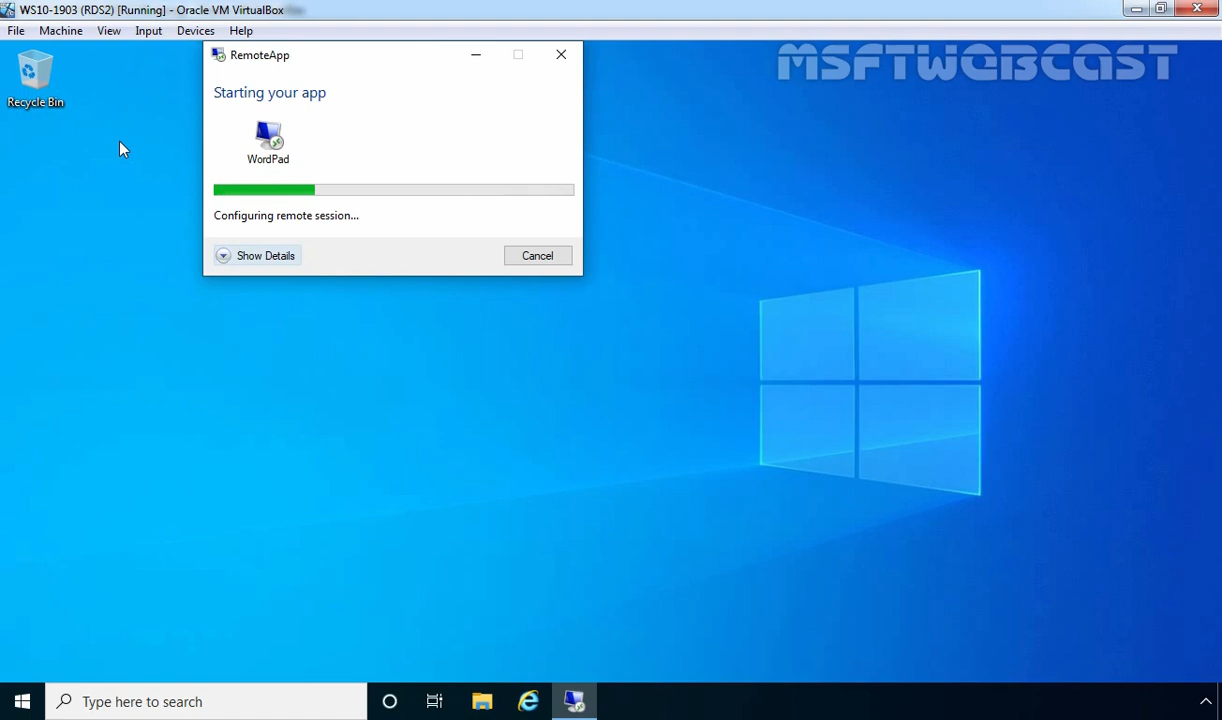 WS10-1903 (RDS2) [Running] - Oracle VM VirtualBox
File Machine View Input Devices Help
RemoteApp
MSFTWEBCAST
Recycle Bin
Starting your app
WordPad
Configuring remote session...
Show Details
Cancel
Type here to search